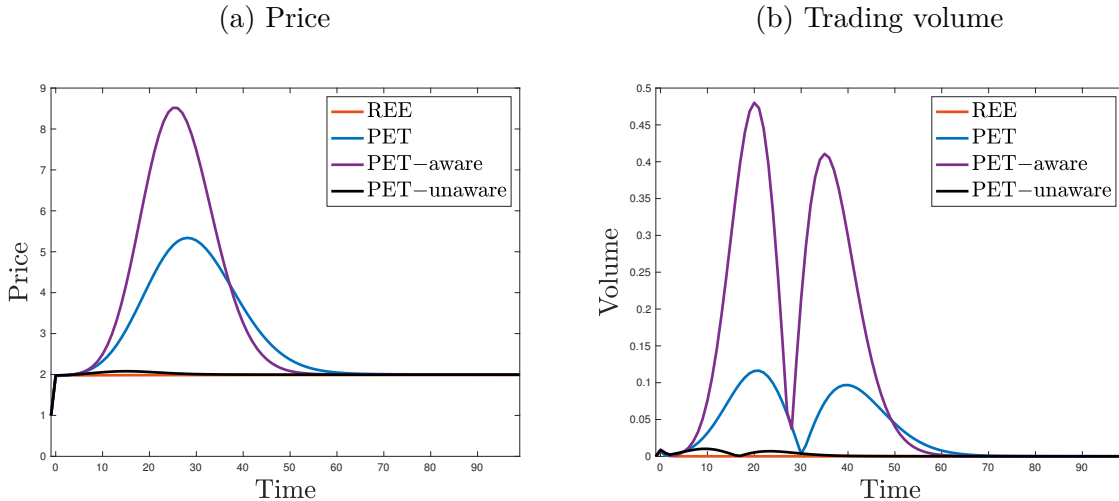 (a) Price
9
8
7
6
5
4
3
2
1
0
0 10 20 30 40 50 60 70 80 90
Price
Time
REE
PET
PET−aware
PET−unaware
(b) Trading volume
0.5
0.45
0.4
0.35
0.3
0.25
0.2
0.15
0.1
0.05
0
0 10 20 30 40 50 60 70 80 90
Volume
Time
REE
PET
PET−aware
PET−unaware